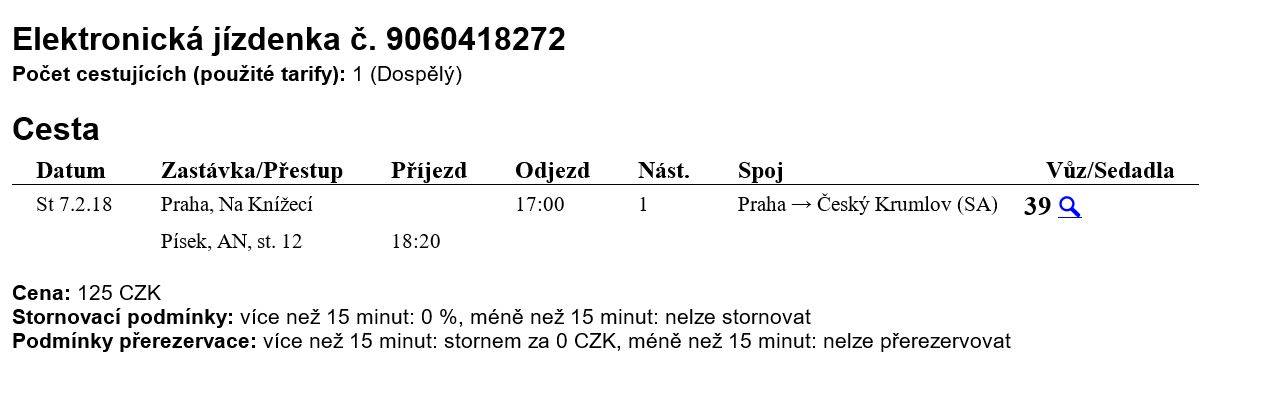 Elektronická jízdenka č. 9060418272
Počet cestujících (použité tarify): 1 (Dospělý)
Cesta
Datum Zastávka/Přestup Příjezd Odjezd Nást. Spoj Vůz/Sedadla
St 7.2.18 Praha, Na Knížecí 17:00 1 Praha → Český Krumlov (SA) 39
Písek, AN, st. 12 18:20
Cena: 125 CZK
Stornovací podmínky: více než 15 minut: 0 %, méně než 15 minut: nelze stornovat
Podmínky přerezervace: více než 15 minut: stornem za 0 CZK, méně než 15 minut: nelze přerezervovat